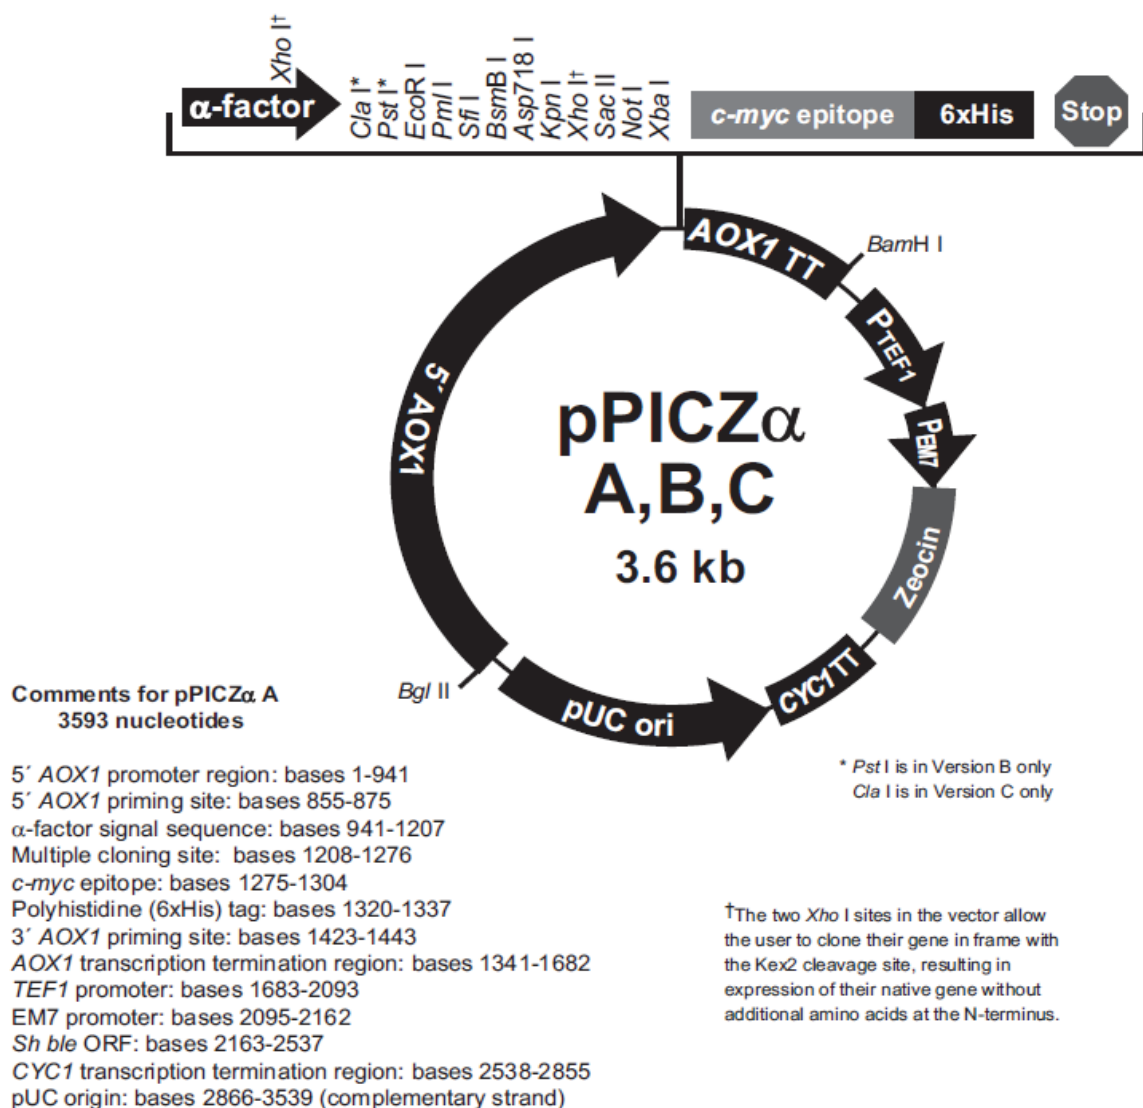 Xho I†
α-factor
Cla I*
Pst I*
EcoR I
Pml I
Sfi I
BsmB I
Asp718 I
Kpn I
Xho I†
Sac II
Not I
Xba I
c-myc epitope
6xHis
Stop
AOX1 TT
BamH I
PTEF1
PEM7
Zeocin
CYC1 TT
pUC ori
Bgl II
5´ AOX1
pPICZα
A,B,C
3.6 kb
Comments for pPICZα A
3593 nucleotides
5´ AOX1 promoter region: bases 1-941
5´ AOX1 priming site: bases 855-875
α-factor signal sequence: bases 941-1207
Multiple cloning site: bases 1208-1276
c-myc epitope: bases 1275-1304
Polyhistidine (6xHis) tag: bases 1320-1337
3´ AOX1 priming site: bases 1423-1443
AOX1 transcription termination region: bases 1341-1682
TEF1 promoter: bases 1683-2093
EM7 promoter: bases 2095-2162
Sh ble ORF: bases 2163-2537
CYC1 transcription termination region: bases 2538-2855
pUC origin: bases 2866-3539 (complementary strand)
* Pst I is in Version B only
Cla I is in Version C only
†The two Xho I sites in the vector allow
the user to clone their gene in frame with
the Kex2 cleavage site, resulting in
expression of their native gene without
additional amino acids at the N-terminus.